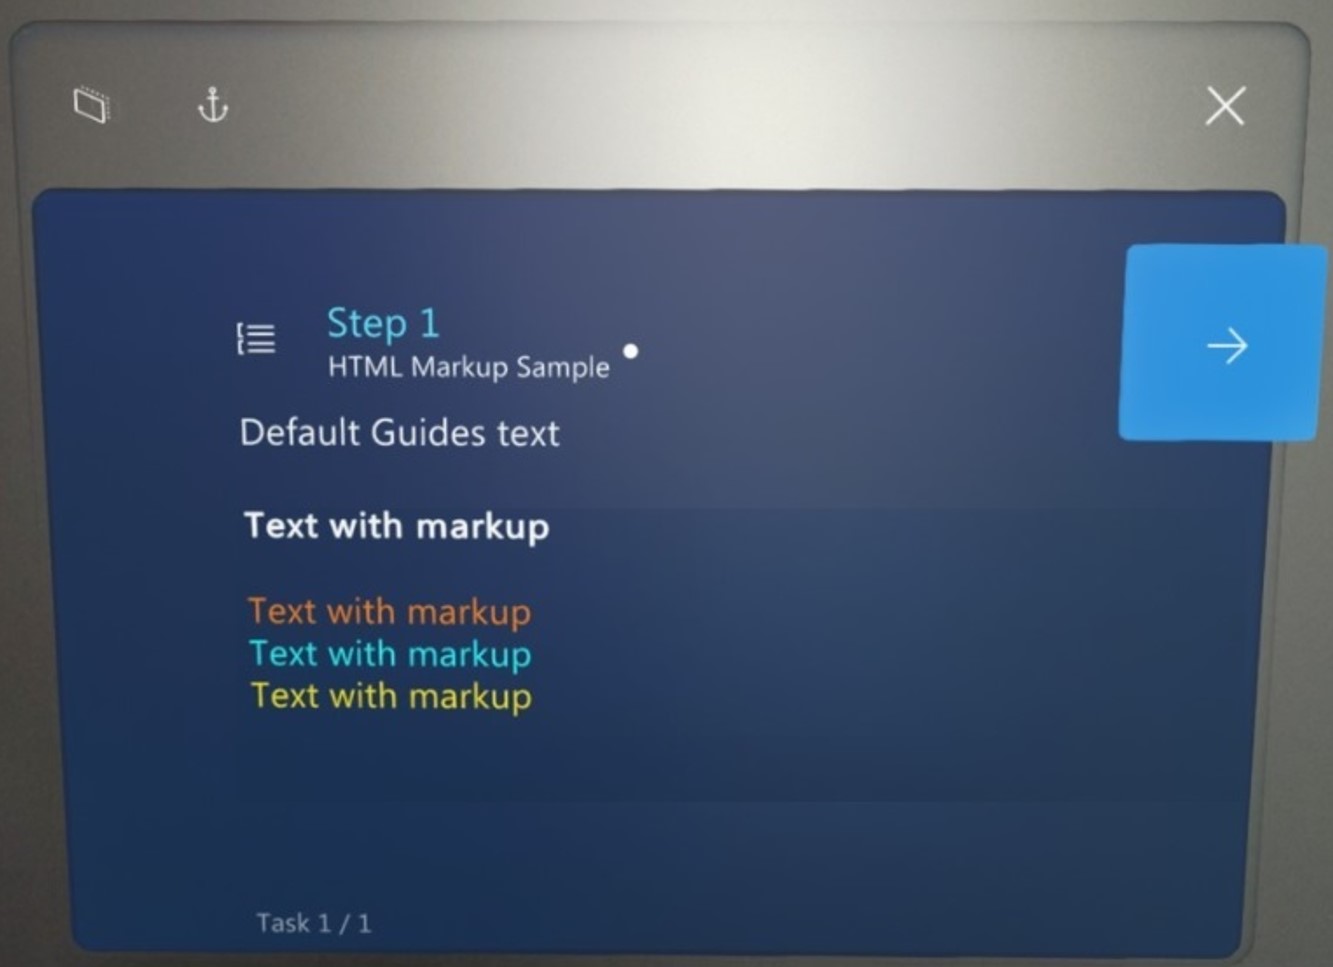 Step 1
HTML Markup Sample
Default Guides text
Text with markup
Text with markup
Text with markup
Text with markup
Task 1 / 1